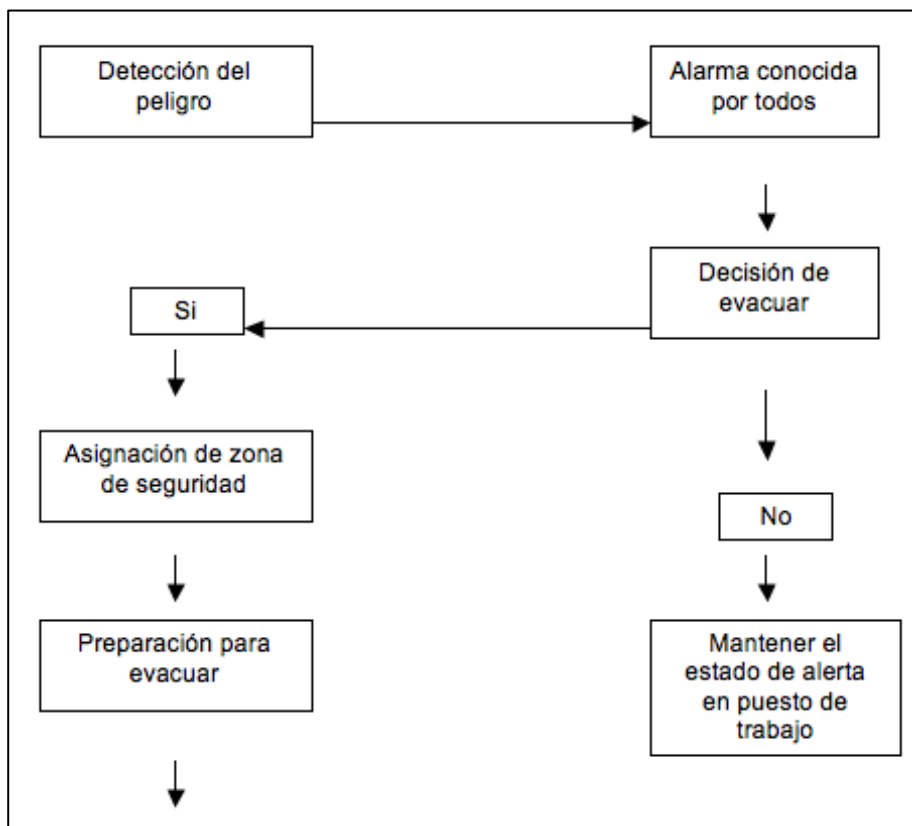 Detección del
peligro
Alarma conocida
por todos
Decisión de
evacuar
Si
Asignación de zona
de seguridad
No
Preparación para
evacuar
Mantener el
estado de alerta
en puesto de
trabajo